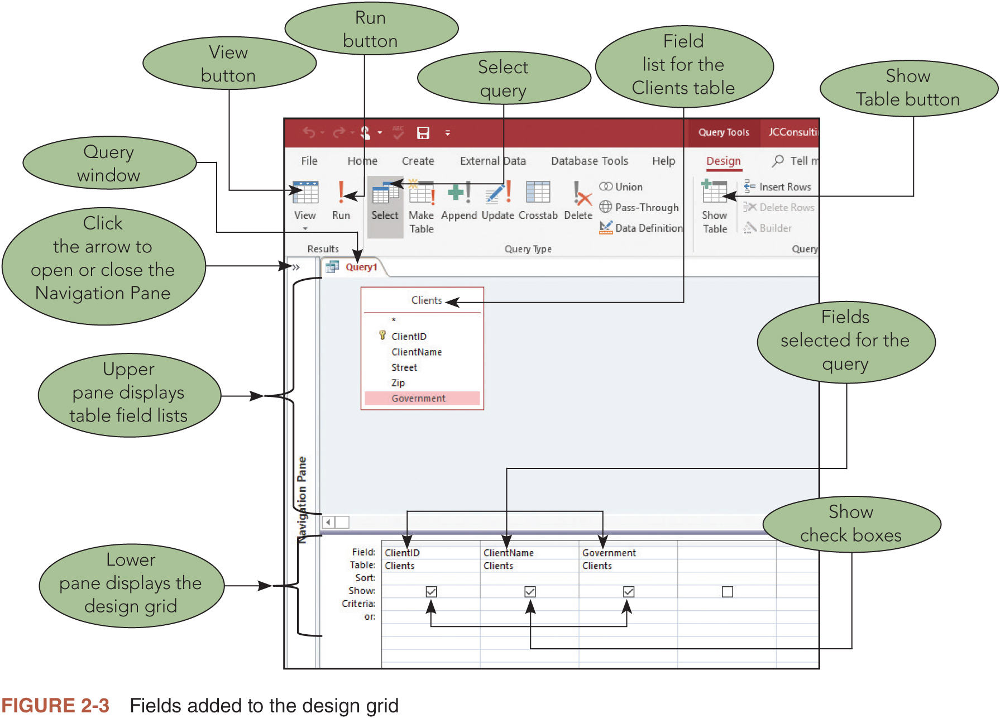 Run
button
View
button
Select
query
Field
list for the
Clients table
Show
Table button
Query
window
Click
the arrow to
open or close the
Navigation Pane
Upper
pane displays
table field lists
Lower
pane displays the
design grid
Fields
selected for the
query
Show
check boxes
ABC
Query Tools JCConsulti
File Home Create External Data Database Tools Help Design Tell m
View Run Select Make Table Append Update Crosstab Delete
Union
Pass-Through
Data Definition
Show Table
Insert Rows
Delete Rows
Builder
Results Query Type Query
» Query1
Navigation Pane
Clients
*
ClientID
ClientName
Street
Zip
Government
Field: ClientID ClientName Government
Table: Clients Clients Clients
Sort:
Show:
Criteria:
or:
FIGURE 2-3 Fields added to the design grid